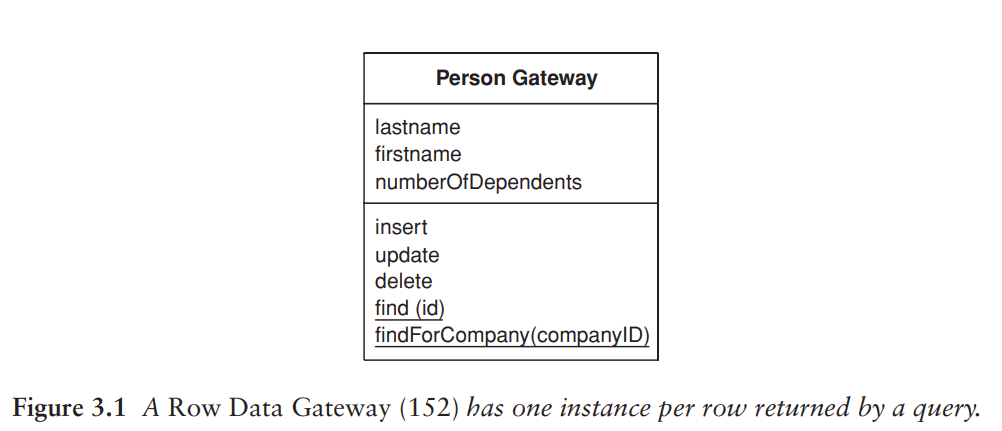 Person Gateway
lastname
firstname
numberOfDependents
insert
update
delete
find (id)
findForCompany(companyID)
Figure 3.1 A Row Data Gateway (152) has one instance per row returned by a query.